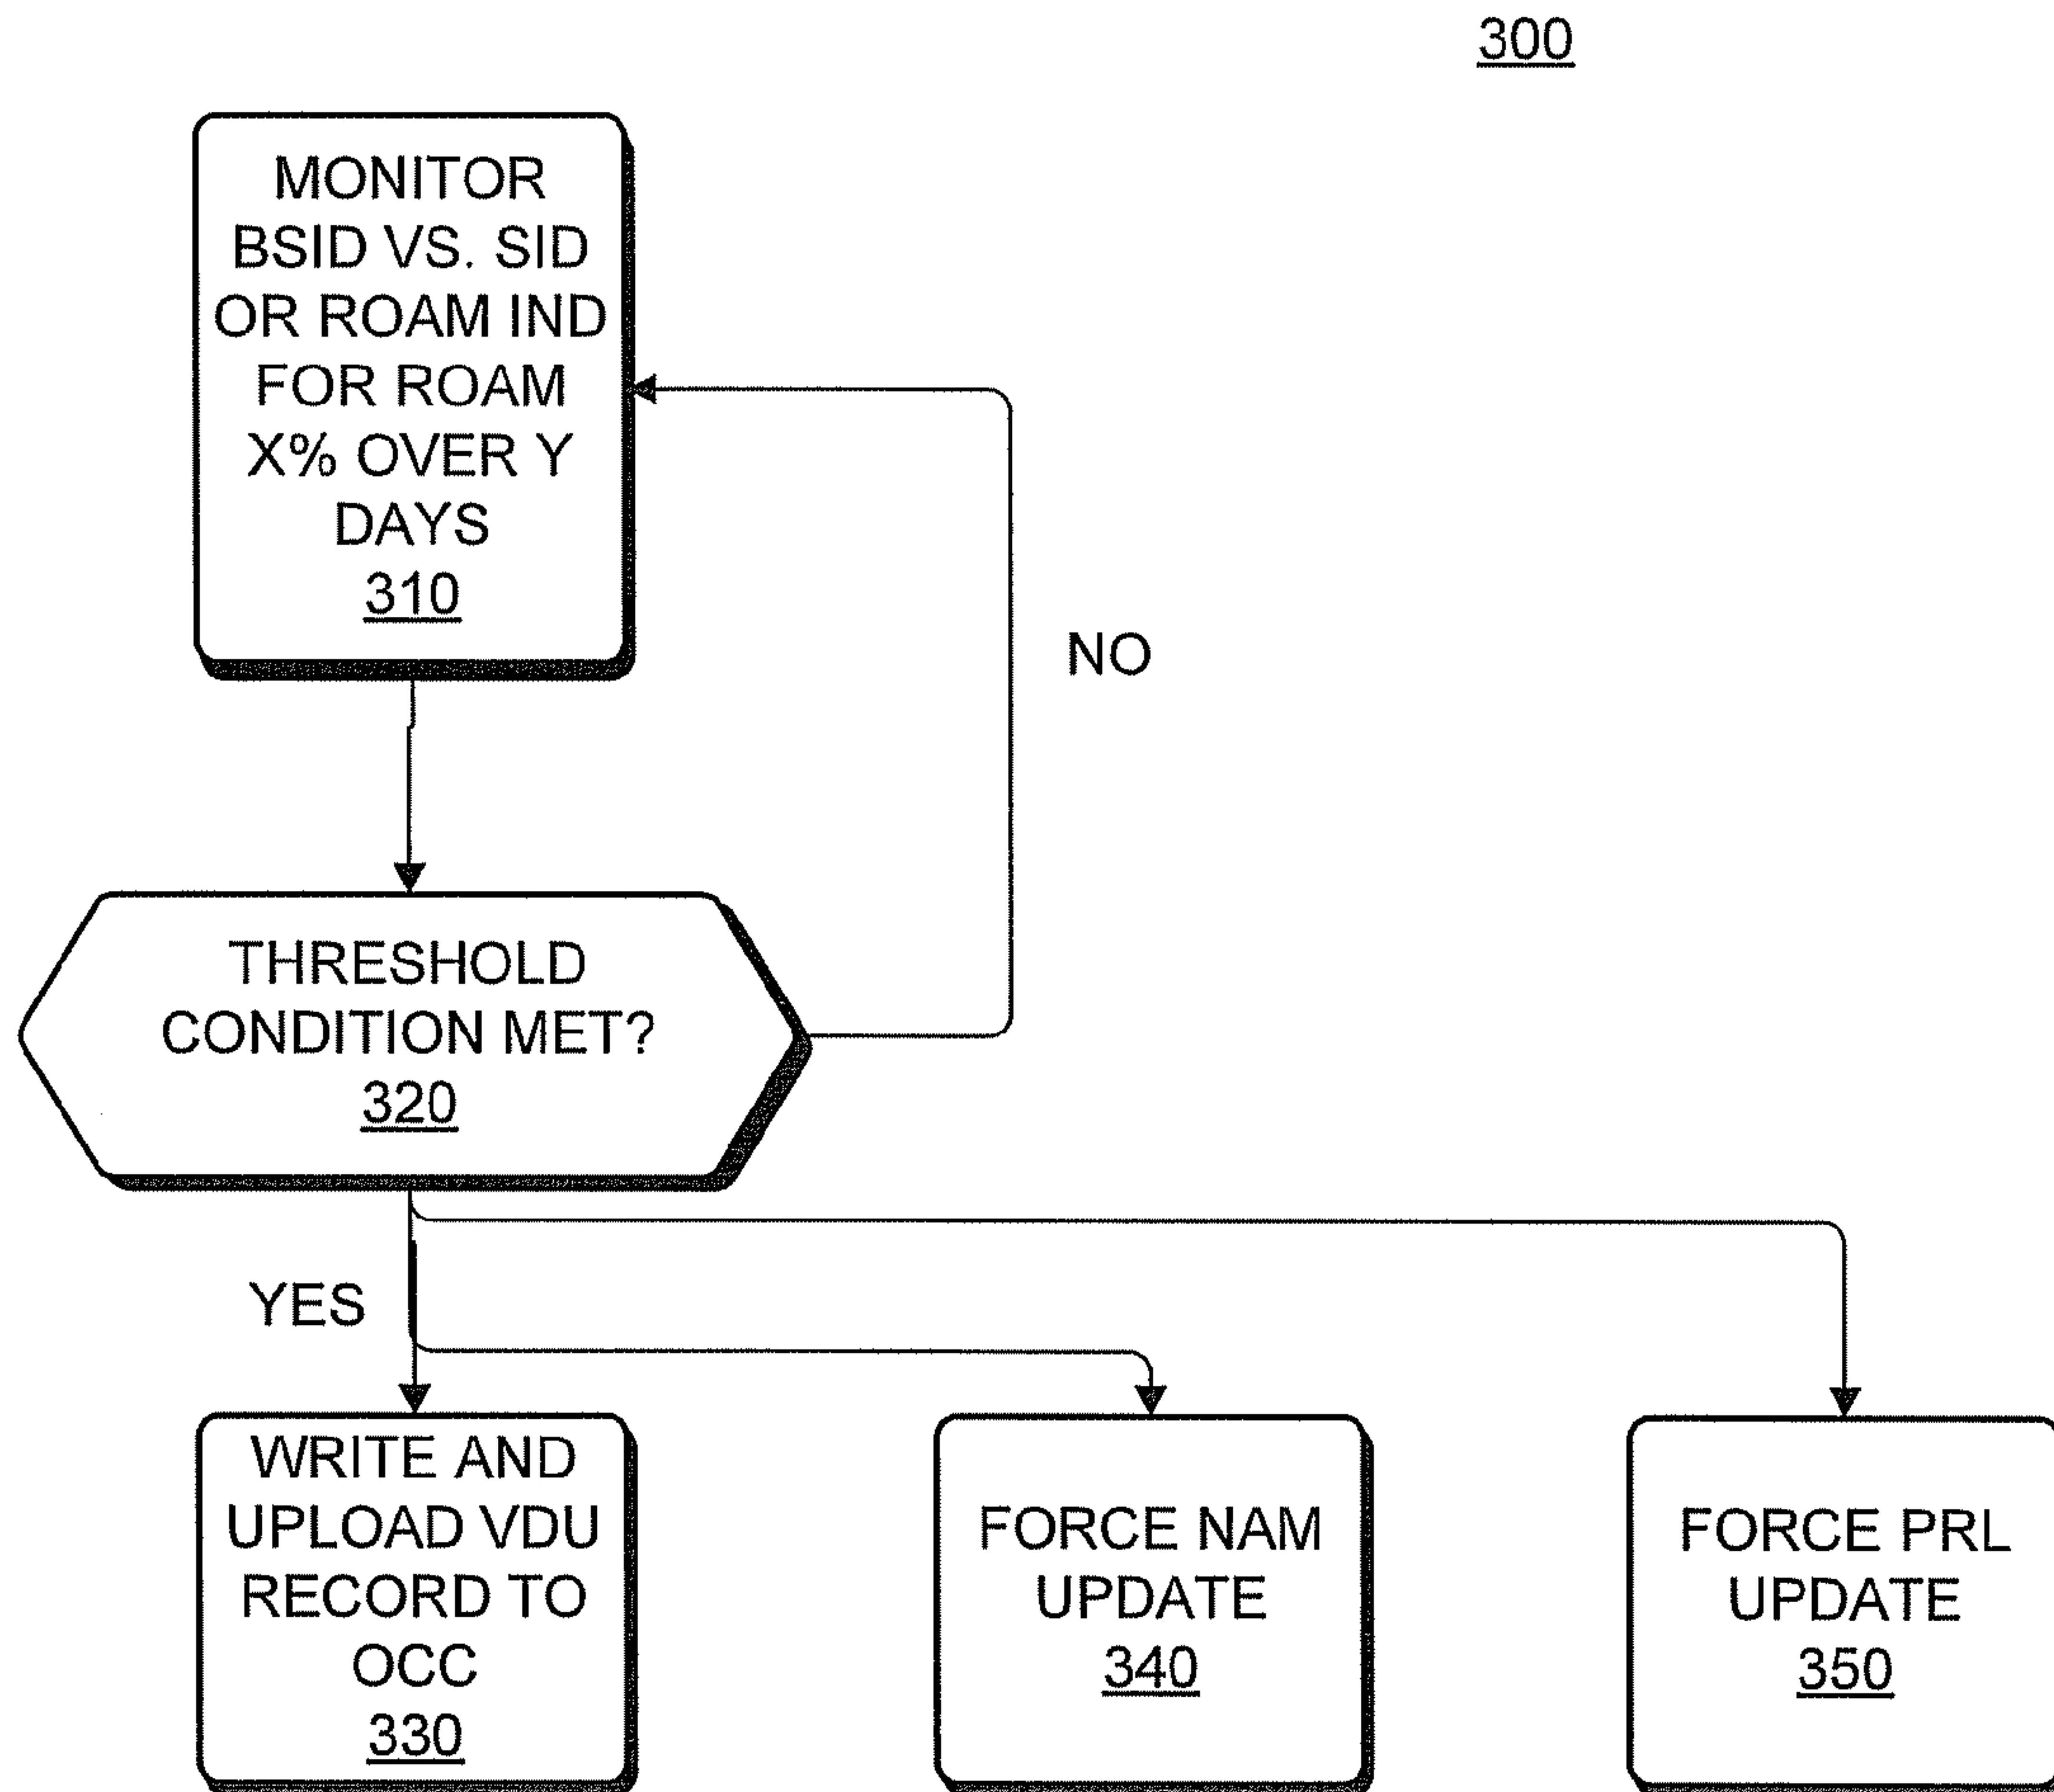 300
MONITOR
BSID VS. SID
OR ROAM IND
FOR ROAM
X% OVER Y
DAYS
310
NO
THRESHOLD
CONDITION MET?
320
YES
WRITE AND
UPLOAD VDU
RECORD TO
OCC
330
FORCE NAM
UPDATE
340
FORCE PRL
UPDATE
350